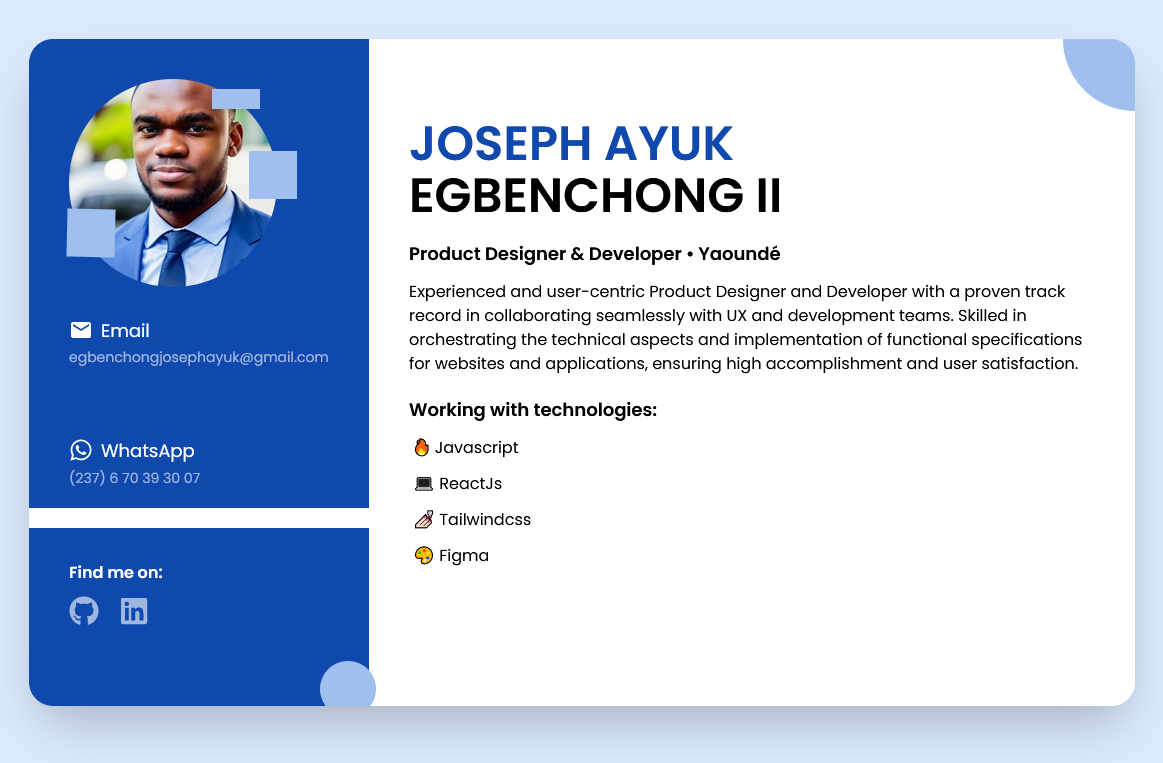 Email
egbenchongjosephayuk@gmail.com
WhatsApp
(237) 6 70 39 30 07
Find me on:
in
JOSEPH AYUK
EGBENCHONG II
Product Designer & Developer • Yaoundé
Experienced and user-centric Product Designer and Developer with a proven track
record in collaborating seamlessly with UX and development teams. Skilled in
orchestrating the technical aspects and implementation of functional specifications
for websites and applications, ensuring high accomplishment and user satisfaction.
Working with technologies:
🔥 Javascript
💻 ReactJs
💅 Tailwindcss
🎨 Figma